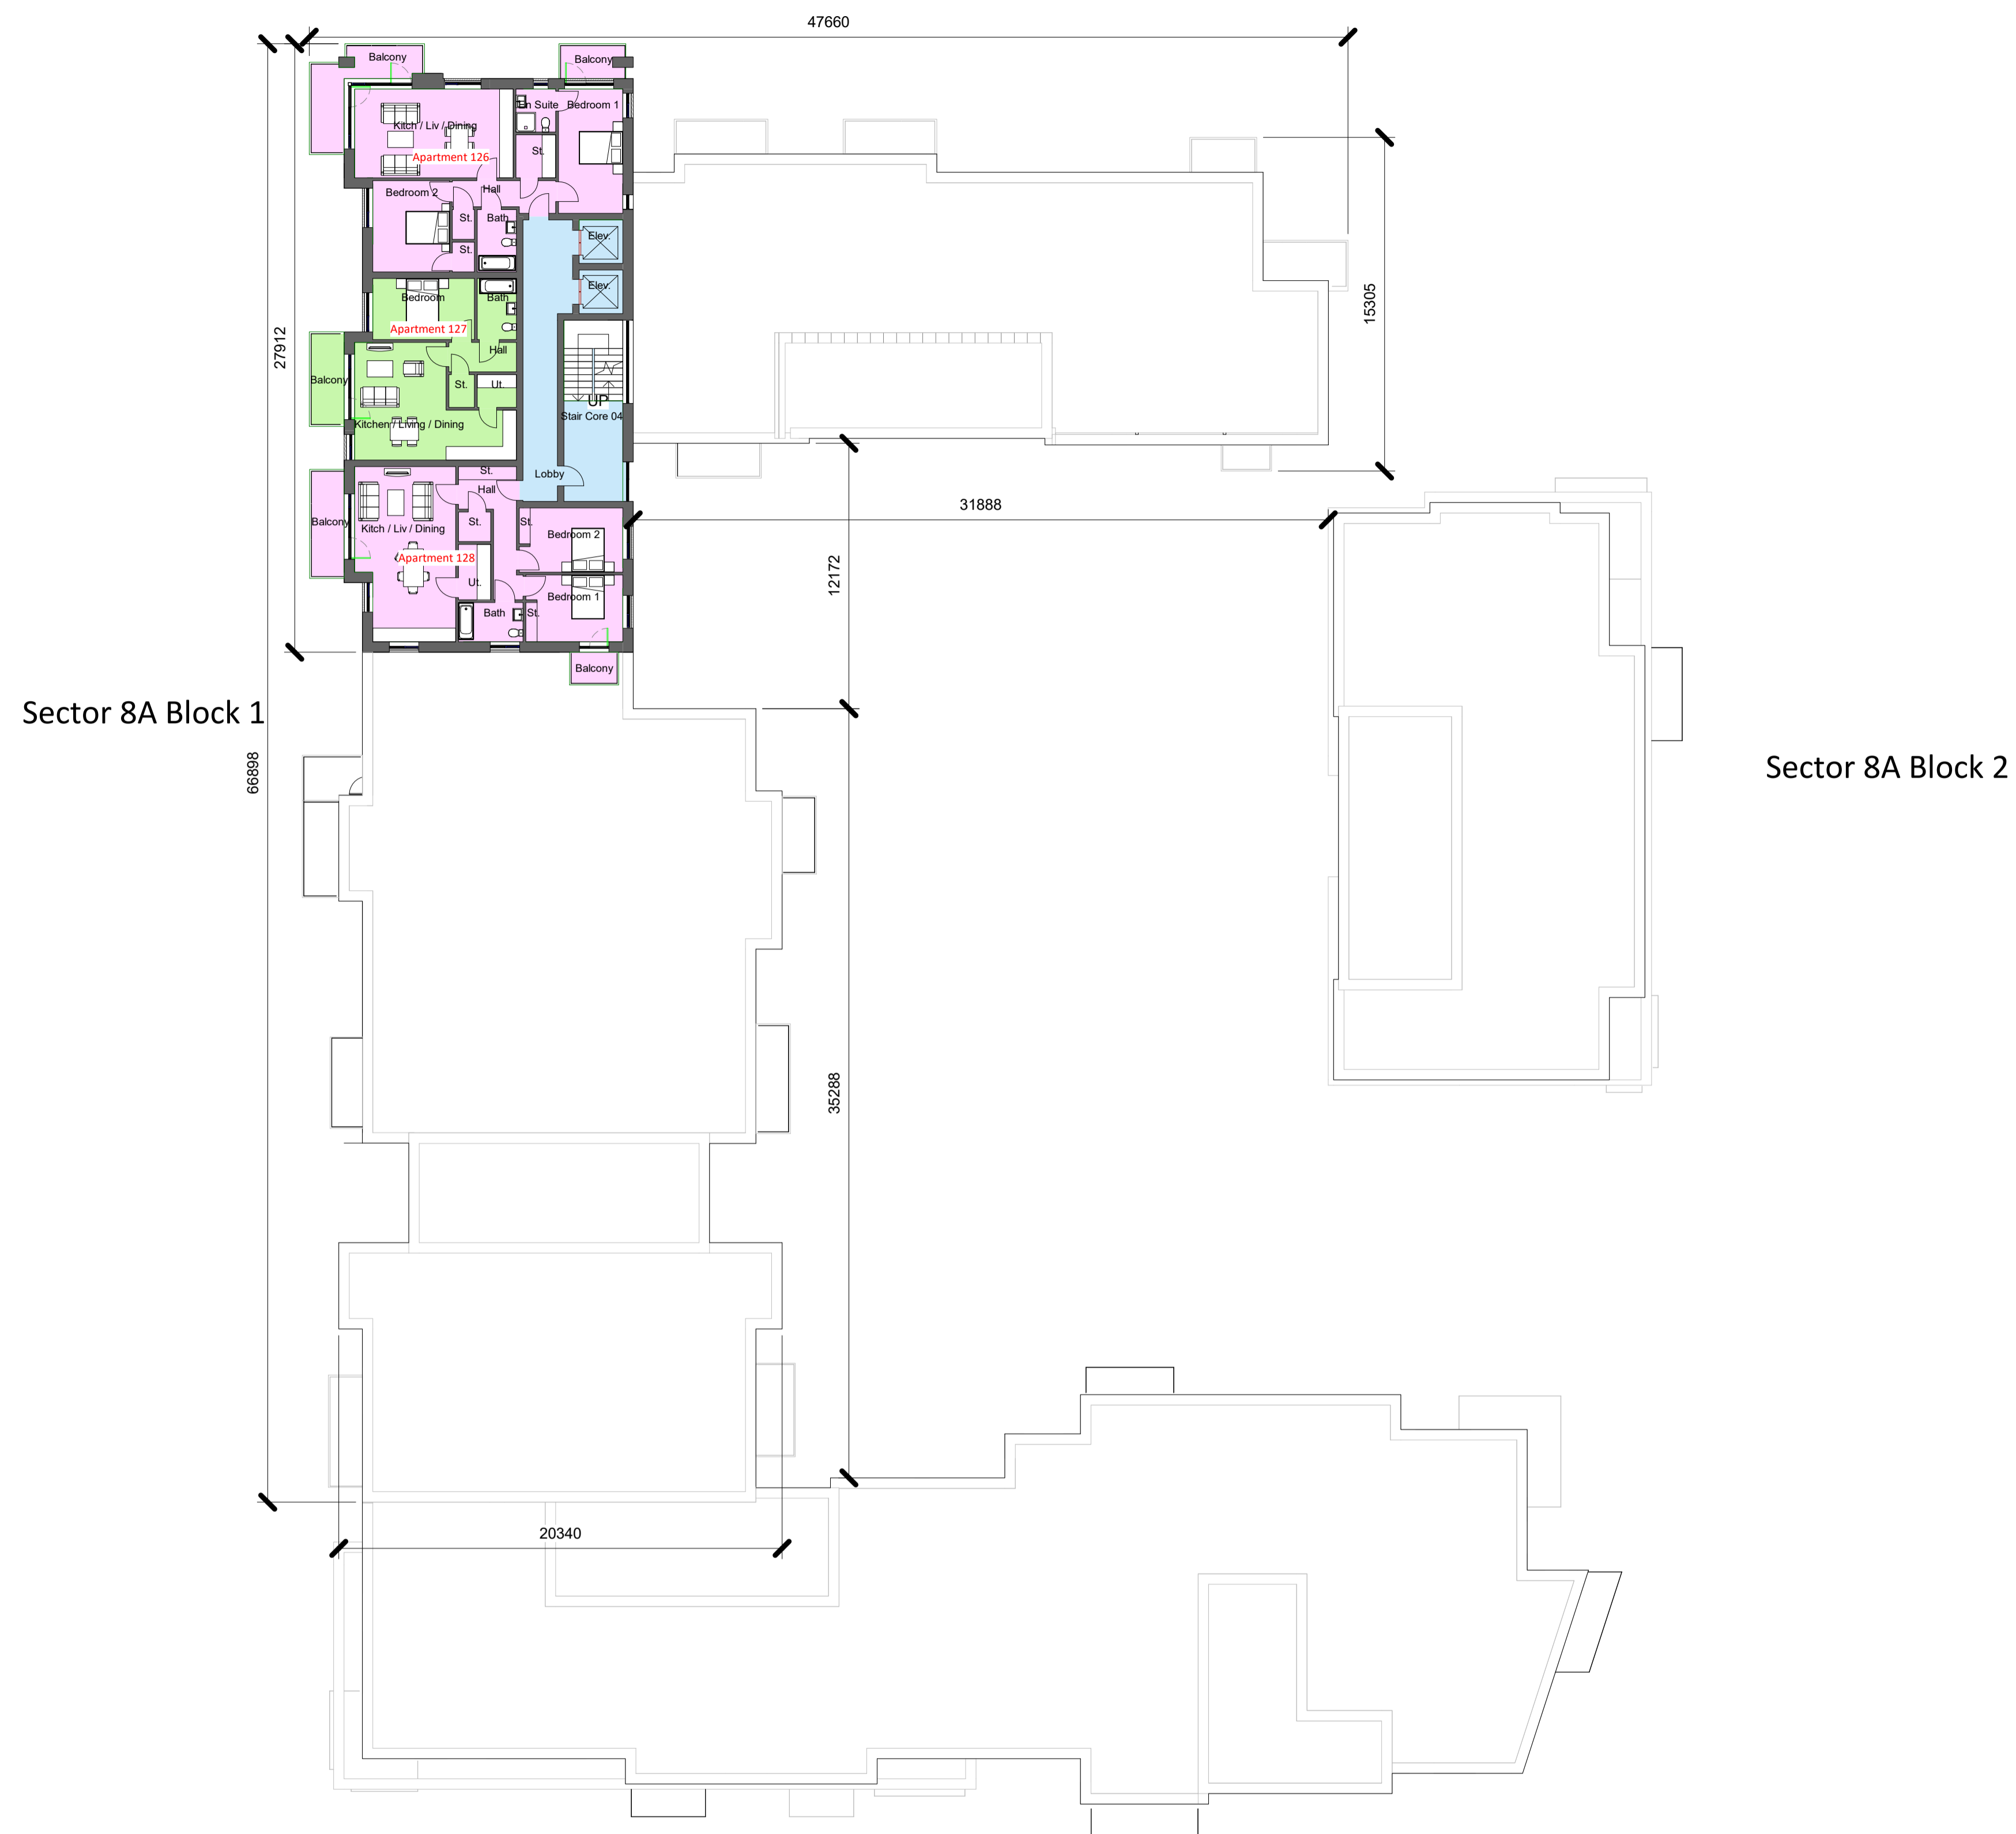 47660
Balcony
Balcony
En Suite
Bedroom 1
Kitch / Liv / Dining
St.
Apartment 126
Hall
Bedroom 2
St.
Bath
Elev.
St.
Elev.
Bedroom
Bath
15305
Apartment 127
27912
Hall
Balcony
St.
Ut.
UP
Stair Core 04
Kitchen / Living / Dining
St.
Lobby
Hall
31888
Balcony
Kitch / Liv / Dining
St.
St.
Bedroom 2
Apartment 128
12172
Ut.
Bedroom 1
Bath
St.
Balcony
Sector 8A Block 1
66898
Sector 8A Block 2
35288
20340